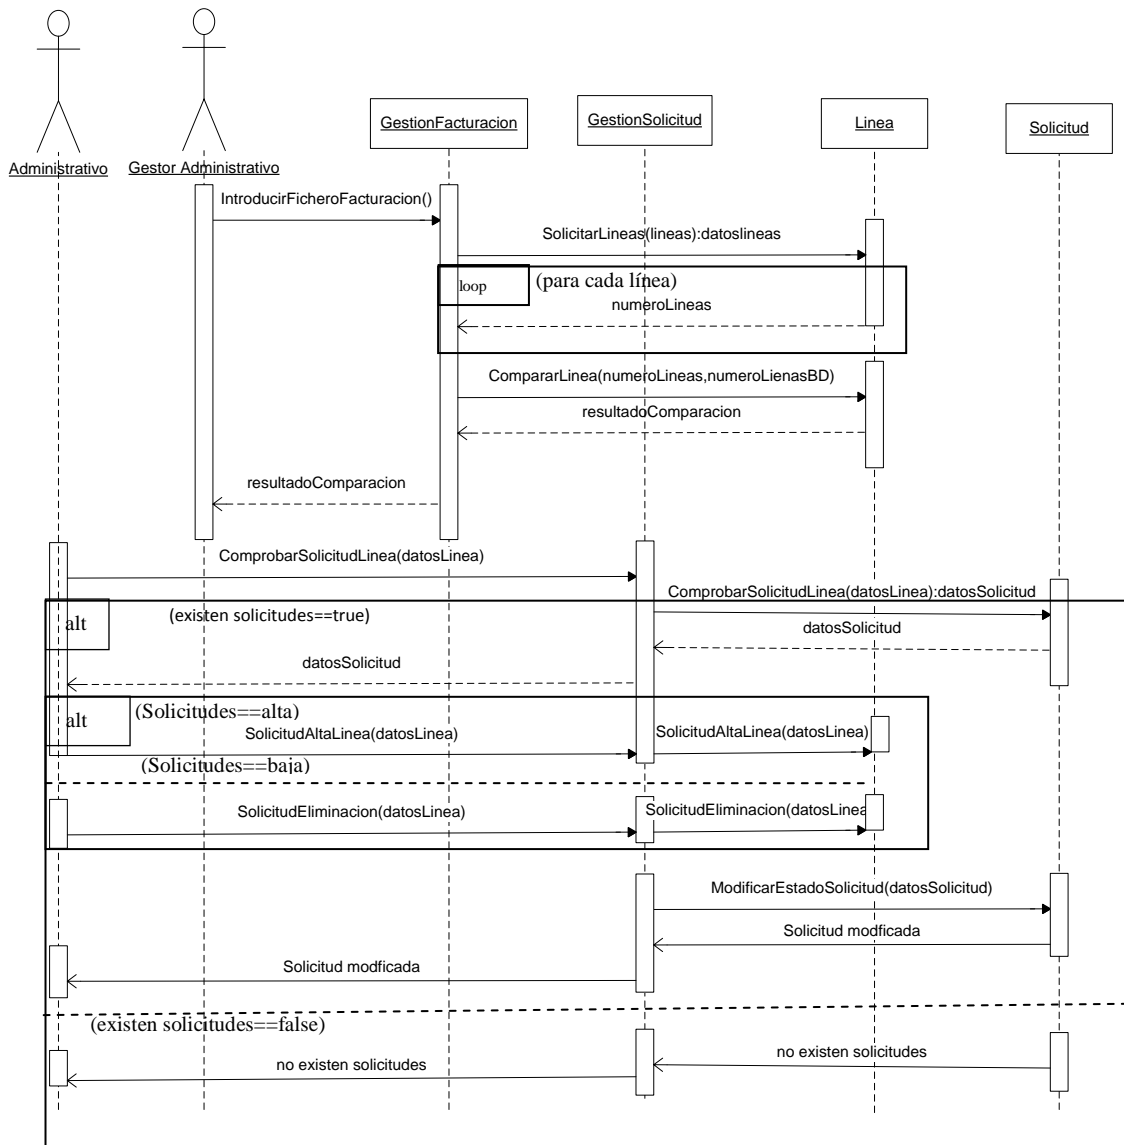 GestionFacturacion
GestionSolicitud
Linea
Solicitud
Administrativo
Gestor Administrativo
IntroducirFicheroFacturacion()
SolicitarLineas(lineas):datoslineas
loop
(para cada línea)
numeroLineas
CompararLinea(numeroLineas,numeroLienasBD)
resultadoComparacion
resultadoComparacion
ComprobarSolicitudLinea(datosLinea)
ComprobarSolicitudLinea(datosLinea):datosSolicitud
alt
(existen solicitudes==true)
datosSolicitud
datosSolicitud
alt
(Solicitudes==alta)
SolicitudAltaLinea(datosLinea)
SolicitudAltaLinea(datosLinea)
(Solicitudes==baja)
SolicitudEliminacion(datosLinea)
SolicitudEliminacion(datosLinea
ModificarEstadoSolicitud(datosSolicitud)
Solicitud modficada
Solicitud modficada
(existen solicitudes==false)
no existen solicitudes
no existen solicitudes